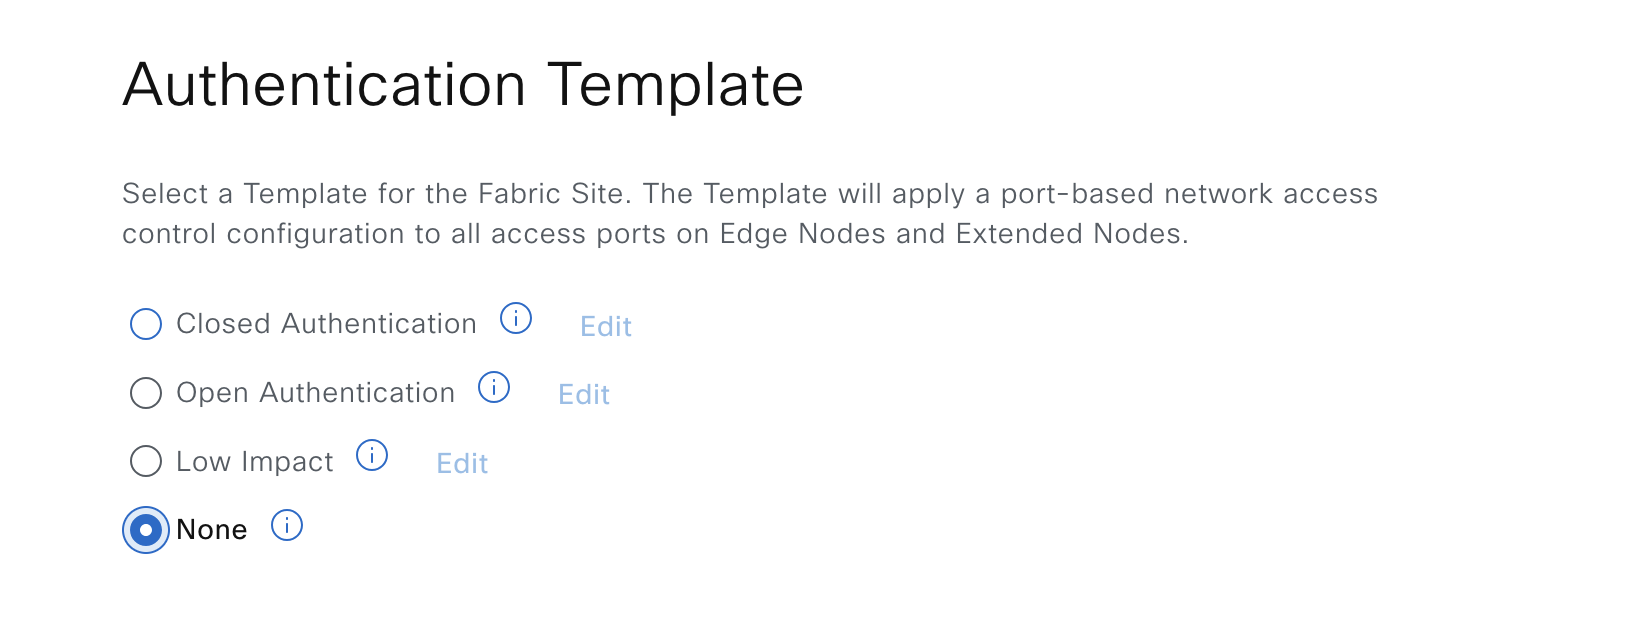 Authentication Template
Select a Template for the Fabric Site. The Template will apply a port-based network access
control configuration to all access ports on Edge Nodes and Extended Nodes.
Closed Authentication i Edit
Open Authentication i Edit
Low Impact i Edit
None i